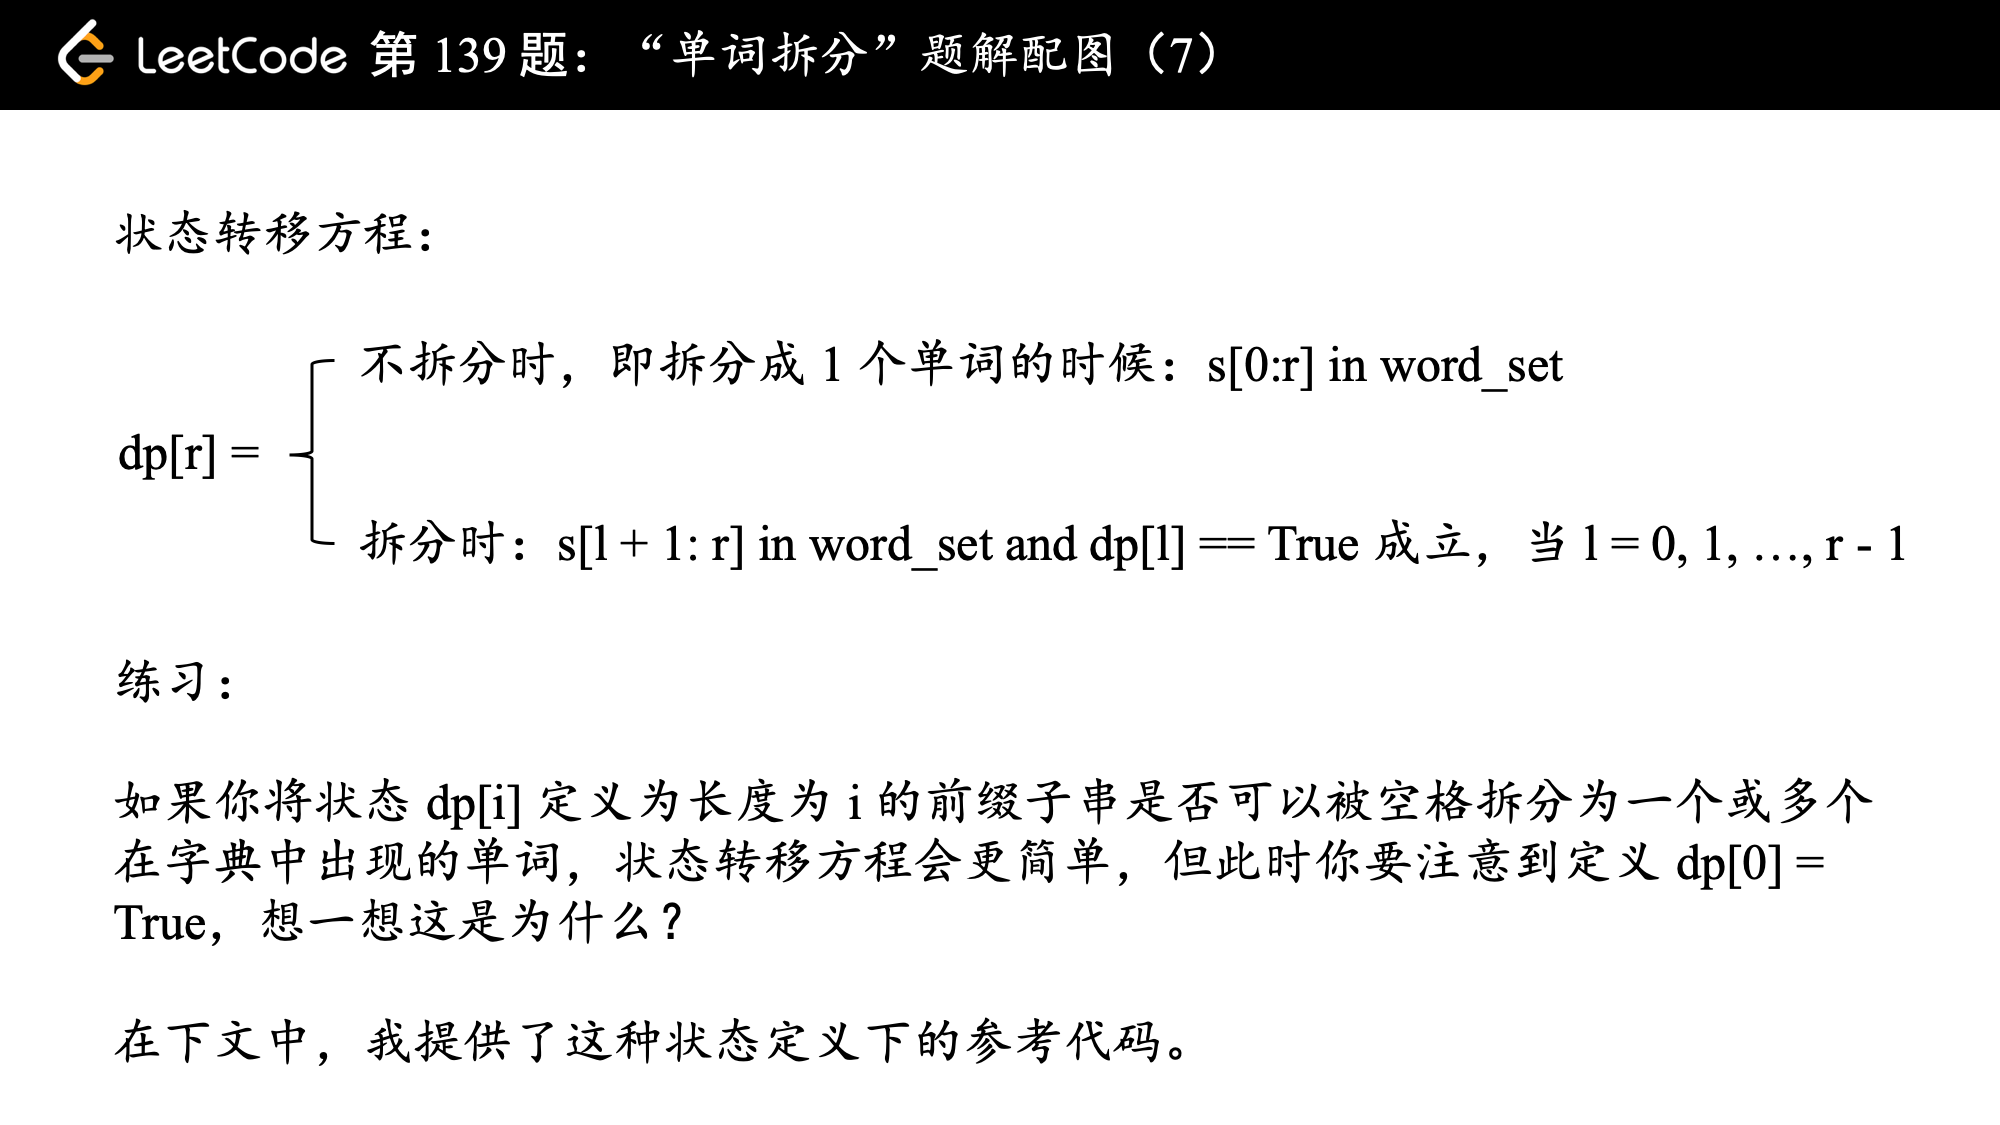 LeetCode 第 139 题：“单词拆分”题解配图（7）
状态转移方程：
不拆分时，即拆分成 1 个单词的时候：s[0:r] in word_set
dp[r] =
拆分时：s[l + 1: r] in word_set and dp[l] == True 成立，当 l = 0, 1, …, r - 1
练习：
如果你将状态 dp[i] 定义为长度为 i 的前缀子串是否可以被空格拆分为一个或多个
在字典中出现的单词，状态转移方程会更简单，但此时你要注意到定义 dp[0] =
True，想一想这是为什么？
在下文中，我提供了这种状态定义下的参考代码。